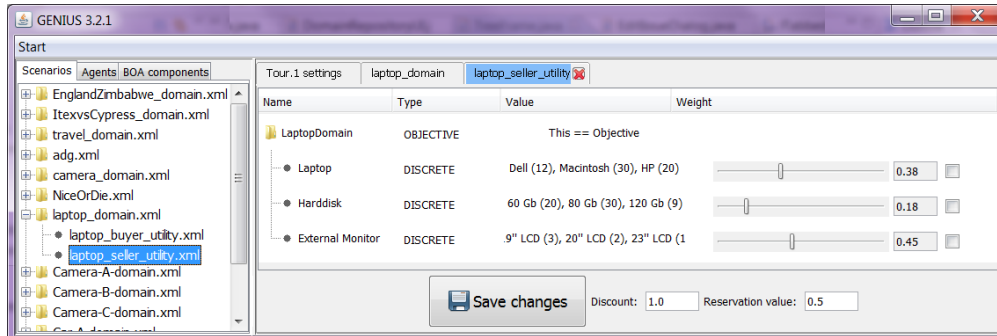 GENIUS 3.2.1
Start
Scenarios Agents BOA components
EnglandZimbabwe_domain.xml
ItexvsCypress_domain.xml
travel_domain.xml
adg.xml
camera_domain.xml
NiceOrDie.xml
laptop_domain.xml
laptop_buyer_utility.xml
laptop_seller_utility.xml
Camera-A-domain.xml
Camera-B-domain.xml
Camera-C-domain.xml
Tour.1 settings laptop_domain laptop_seller_utility
Name Type Value Weight
LaptopDomain OBJECTIVE This == Objective
Laptop DISCRETE Dell (12), Macintosh (30), HP (20) 0.38
Harddisk DISCRETE 60 Gb (20), 80 Gb (30), 120 Gb (9) 0.18
External Monitor DISCRETE .9" LCD (3), 20" LCD (2), 23" LCD (1 0.45
Save changes Discount: 1.0 Reservation value: 0.5